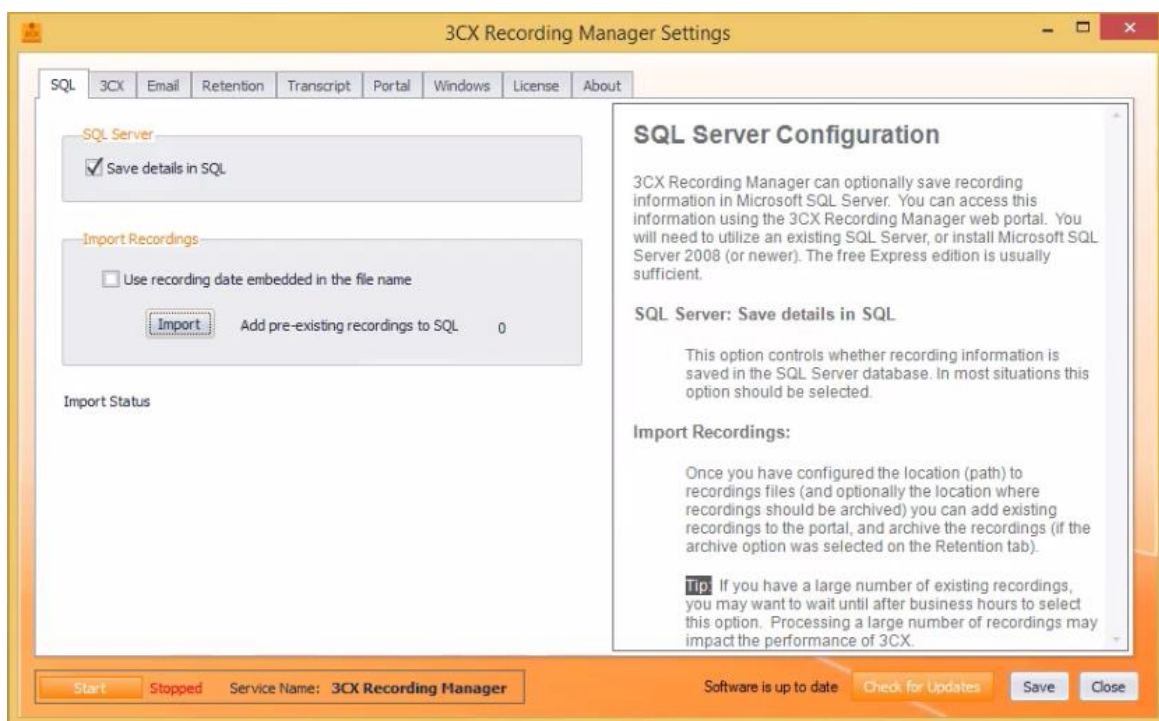 3CX Recording Manager Settings
SQL 3CX Email Retention Transcript Portal Windows License About
SQL Server
Save details in SQL
Import Recordings
Use recording date embedded in the file name
Import Add pre-existing recordings to SQL 0
Import Status
SQL Server Configuration
3CX Recording Manager can optionally save recording
information in Microsoft SQL Server. You can access this
information using the 3CX Recording Manager web portal. You
will need to utilize an existing SQL Server, or install Microsoft SQL
Server 2008 (or newer). The free Express edition is usually
sufficient.
SQL Server: Save details in SQL
This option controls whether recording information is
saved in the SQL Server database. In most situations this
option should be selected.
Import Recordings:
Once you have configured the location (path) to
recordings files (and optionally the location where
recordings should be archived) you can add existing
recordings to the portal, and archive the recordings (if the
archive option was selected on the Retention tab).
Tip: If you have a large number of existing recordings,
you may want to wait until after business hours to select
this option. Processing a large number of recordings may
impact the performance of 3CX.
Start Stopped Service Name: 3CX Recording Manager
Software is up to date Check for Updates Save Close